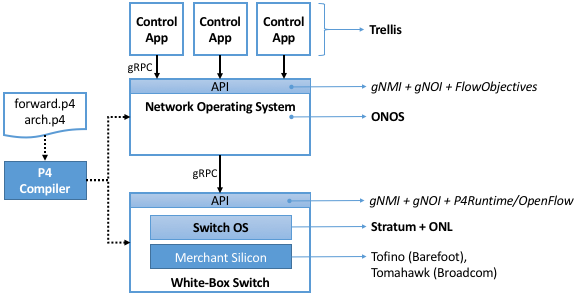 Control
App
Control
App
Control
App
Trellis
gRPC
API
gNMI + gNOI + FlowObjectives
Network Operating System
ONOS
forward.p4
arch.p4
P4
Compiler
gRPC
API
gNMI + gNOI + P4Runtime/OpenFlow
Switch OS
Stratum + ONL
Merchant Silicon
Tofino (Barefoot),
Tomahawk (Broadcom)
White-Box Switch